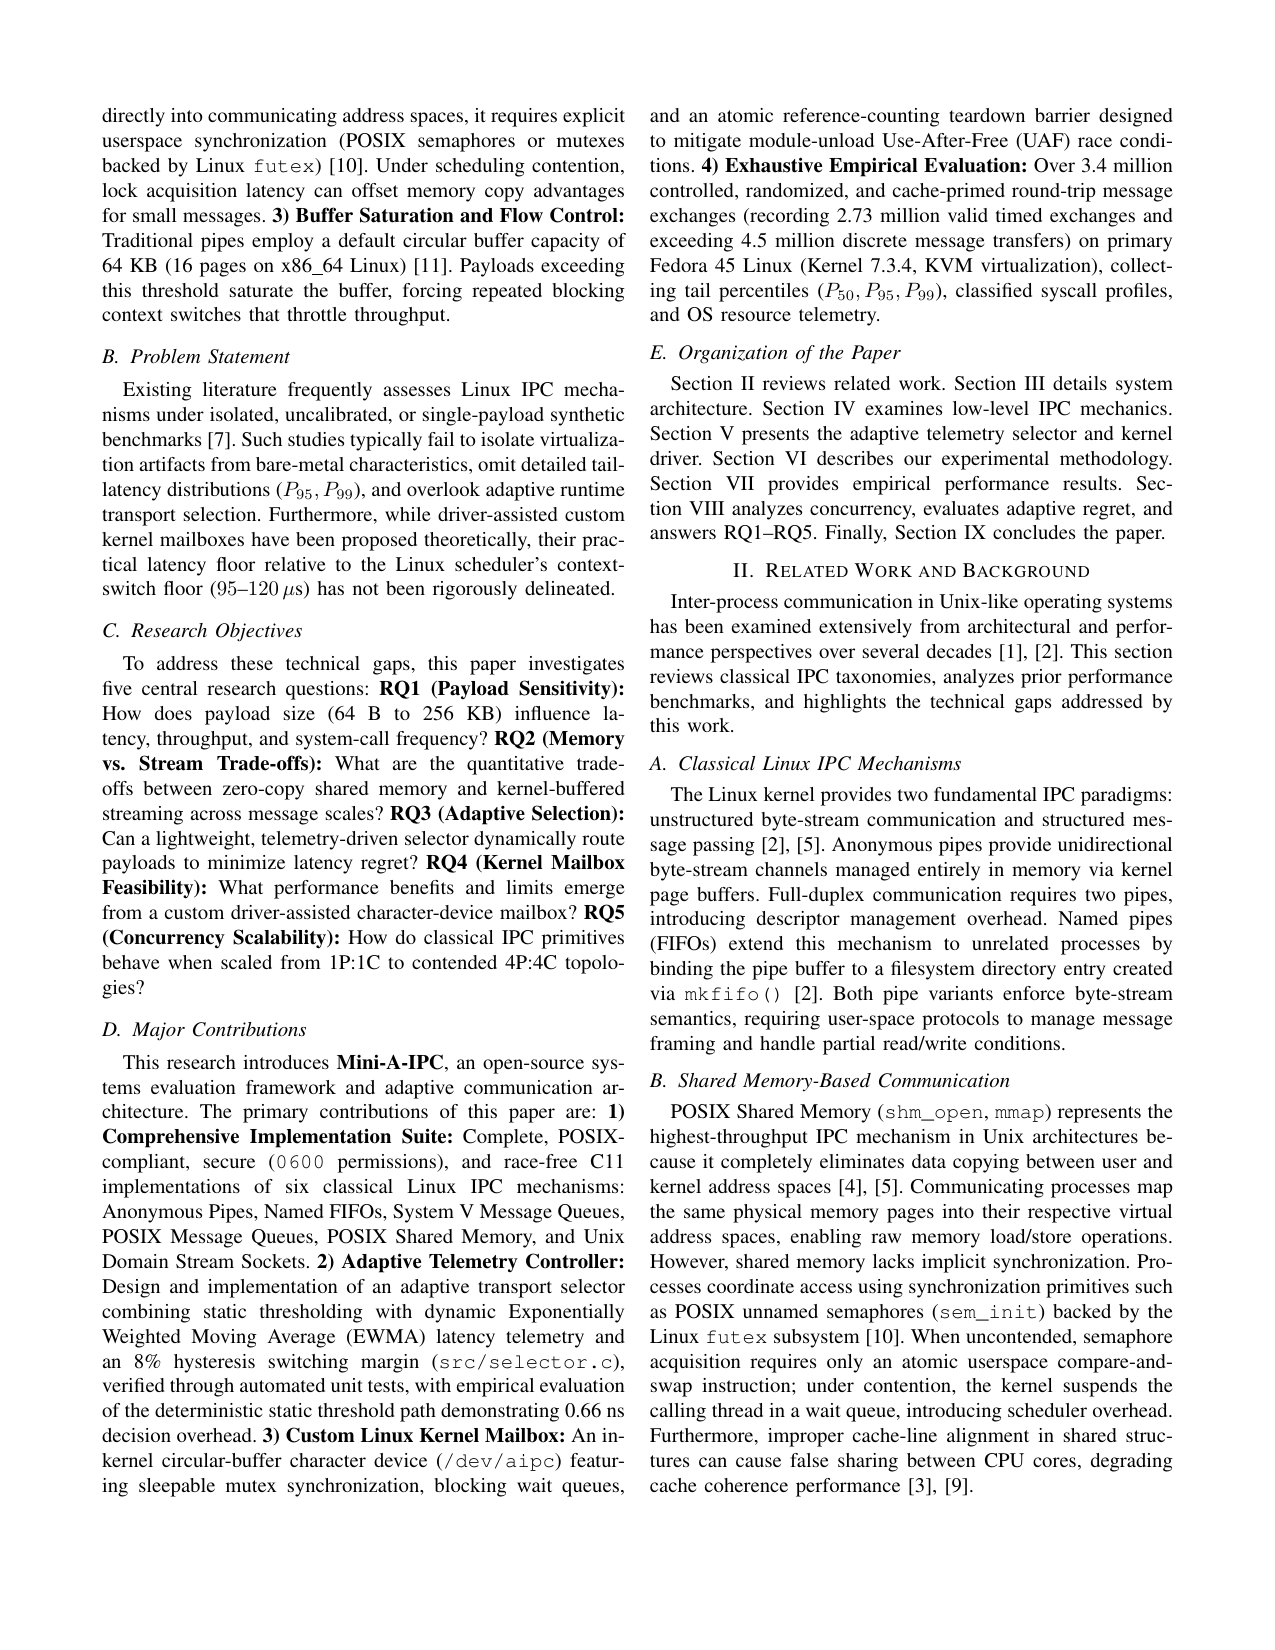 directly into communicating address spaces, it requires explicit
userspace synchronization (POSIX semaphores or mutexes
backed by Linux futex) [10]. Under scheduling contention,
lock acquisition latency can offset memory copy advantages
for small messages. 3) Buffer Saturation and Flow Control:
Traditional pipes employ a default circular buffer capacity of
64 KB (16 pages on x86_64 Linux) [11]. Payloads exceeding
this threshold saturate the buffer, forcing repeated blocking
context switches that throttle throughput.
B. Problem Statement
Existing literature frequently assesses Linux IPC mecha-
nisms under isolated, uncalibrated, or single-payload synthetic
benchmarks [7]. Such studies typically fail to isolate virtualiza-
tion artifacts from bare-metal characteristics, omit detailed tail-
latency distributions (P95, P99), and overlook adaptive runtime
transport selection. Furthermore, while driver-assisted custom
kernel mailboxes have been proposed theoretically, their prac-
tical latency floor relative to the Linux scheduler's context-
switch floor (95–120 μs) has not been rigorously delineated.
C. Research Objectives
To address these technical gaps, this paper investigates
five central research questions: RQ1 (Payload Sensitivity):
How does payload size (64 B to 256 KB) influence la-
tency, throughput, and system-call frequency? RQ2 (Memory
vs. Stream Trade-offs): What are the quantitative trade-
offs between zero-copy shared memory and kernel-buffered
streaming across message scales? RQ3 (Adaptive Selection):
Can a lightweight, telemetry-driven selector dynamically route
payloads to minimize latency regret? RQ4 (Kernel Mailbox
Feasibility): What performance benefits and limits emerge
from a custom driver-assisted character-device mailbox? RQ5
(Concurrency Scalability): How do classical IPC primitives
behave when scaled from 1P:1C to contended 4P:4C topolo-
gies?
D. Major Contributions
This research introduces Mini-A-IPC, an open-source sys-
tems evaluation framework and adaptive communication ar-
chitecture. The primary contributions of this paper are: 1)
Comprehensive Implementation Suite: Complete, POSIX-
compliant, secure (0600 permissions), and race-free C11
implementations of six classical Linux IPC mechanisms:
Anonymous Pipes, Named FIFOs, System V Message Queues,
POSIX Message Queues, POSIX Shared Memory, and Unix
Domain Stream Sockets. 2) Adaptive Telemetry Controller:
Design and implementation of an adaptive transport selector
combining static thresholding with dynamic Exponentially
Weighted Moving Average (EWMA) latency telemetry and
an 8% hysteresis switching margin (src/selector.c),
verified through automated unit tests, with empirical evaluation
of the deterministic static threshold path demonstrating 0.66 ns
decision overhead. 3) Custom Linux Kernel Mailbox: An in-
kernel circular-buffer character device (/dev/aipc) featur-
ing sleepable mutex synchronization, blocking wait queues,
and an atomic reference-counting teardown barrier designed
to mitigate module-unload Use-After-Free (UAF) race condi-
tions. 4) Exhaustive Empirical Evaluation: Over 3.4 million
controlled, randomized, and cache-primed round-trip message
exchanges (recording 2.73 million valid timed exchanges and
exceeding 4.5 million discrete message transfers) on primary
Fedora 45 Linux (Kernel 7.3.4, KVM virtualization), collect-
ing tail percentiles (P50, P95, P99), classified syscall profiles,
and OS resource telemetry.
E. Organization of the Paper
Section II reviews related work. Section III details system
architecture. Section IV examines low-level IPC mechanics.
Section V presents the adaptive telemetry selector and kernel
driver. Section VI describes our experimental methodology.
Section VII provides empirical performance results. Sec-
tion VIII analyzes concurrency, evaluates adaptive regret, and
answers RQ1–RQ5. Finally, Section IX concludes the paper.
II. RELATED WORK AND BACKGROUND
Inter-process communication in Unix-like operating systems
has been examined extensively from architectural and perfor-
mance perspectives over several decades [1], [2]. This section
reviews classical IPC taxonomies, analyzes prior performance
benchmarks, and highlights the technical gaps addressed by
this work.
A. Classical Linux IPC Mechanisms
The Linux kernel provides two fundamental IPC paradigms:
unstructured byte-stream communication and structured mes-
sage passing [2], [5]. Anonymous pipes provide unidirectional
byte-stream channels managed entirely in memory via kernel
page buffers. Full-duplex communication requires two pipes,
introducing descriptor management overhead. Named pipes
(FIFOs) extend this mechanism to unrelated processes by
binding the pipe buffer to a filesystem directory entry created
via mkfifo() [2]. Both pipe variants enforce byte-stream
semantics, requiring user-space protocols to manage message
framing and handle partial read/write conditions.
B. Shared Memory-Based Communication
POSIX Shared Memory (shm_open, mmap) represents the
highest-throughput IPC mechanism in Unix architectures be-
cause it completely eliminates data copying between user and
kernel address spaces [4], [5]. Communicating processes map
the same physical memory pages into their respective virtual
address spaces, enabling raw memory load/store operations.
However, shared memory lacks implicit synchronization. Pro-
cesses coordinate access using synchronization primitives such
as POSIX unnamed semaphores (sem_init) backed by the
Linux futex subsystem [10]. When uncontended, semaphore
acquisition requires only an atomic userspace compare-and-
swap instruction; under contention, the kernel suspends the
calling thread in a wait queue, introducing scheduler overhead.
Furthermore, improper cache-line alignment in shared struc-
tures can cause false sharing between CPU cores, degrading
cache coherence performance [3], [9].